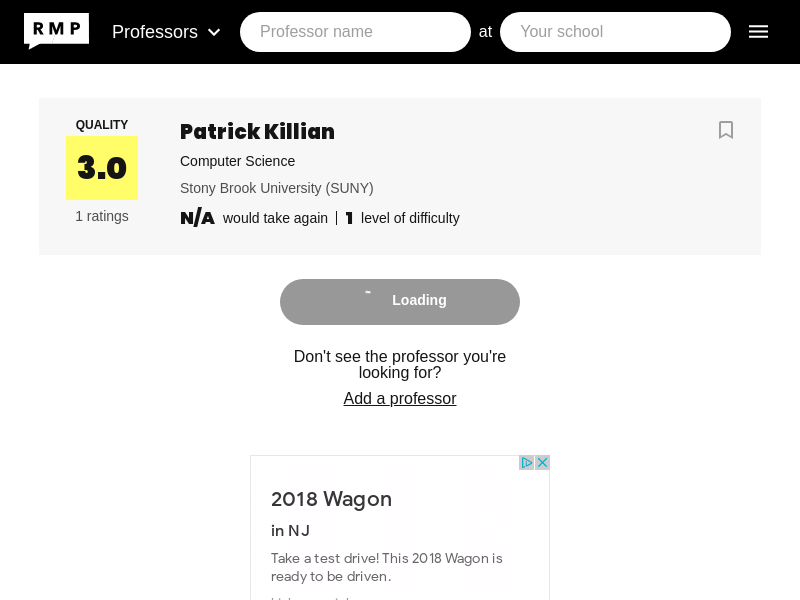 RMP
Professors
Professor name
at
Your school
QUALITY
3.0
1 ratings
Patrick Killian
Computer Science
Stony Brook University (SUNY)
N/A would take again
1 level of difficulty
Loading
Don't see the professor you're
looking for?
Add a professor
2018 Wagon
in NJ
Take a test drive! This 2018 Wagon is
ready to be driven.